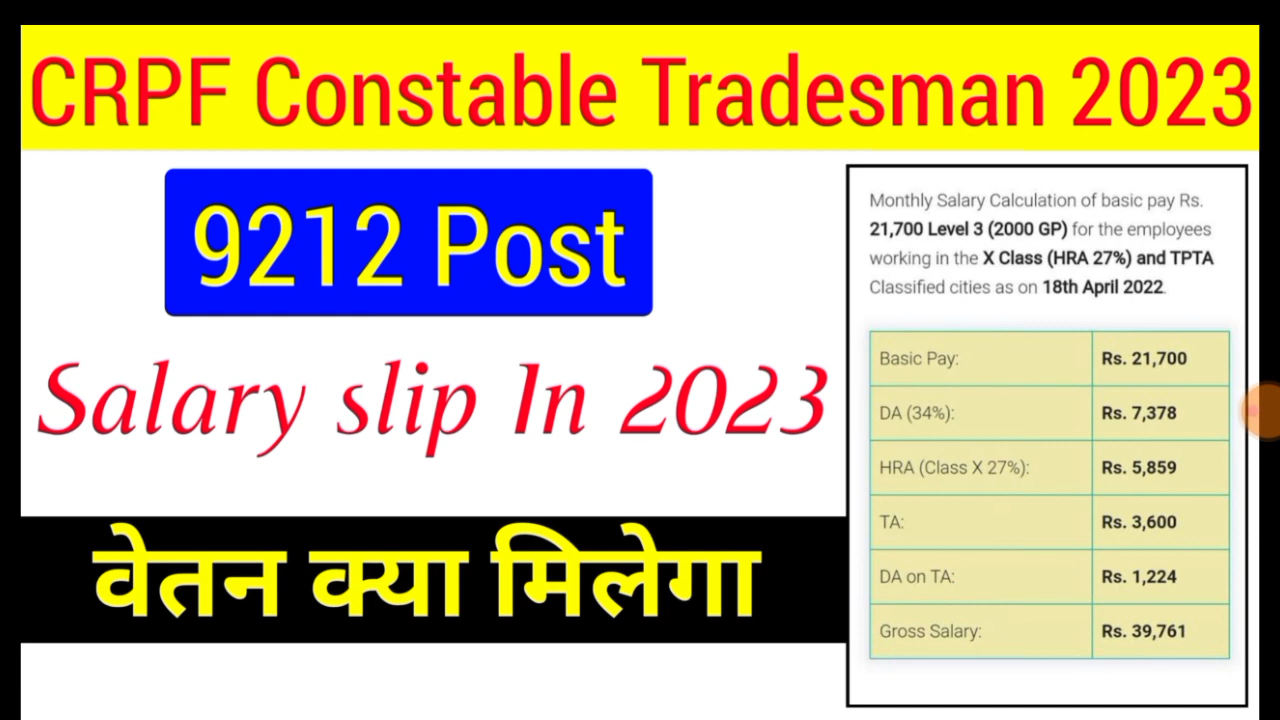 CRPF Constable Tradesman 2023
9212 Post
Salary slip In 2023
वेतन क्या मिलेगा
Monthly Salary Calculation of basic pay Rs.
21,700 Level 3 (2000 GP) for the employees
working in the X Class (HRA 27%) and TPTA
Classified cities as on 18th April 2022.
Basic Pay: Rs. 21,700
DA (34%): Rs. 7,378
HRA (Class X 27%): Rs. 5,859
TA: Rs. 3,600
DA on TA: Rs. 1,224
Gross Salary: Rs. 39,761